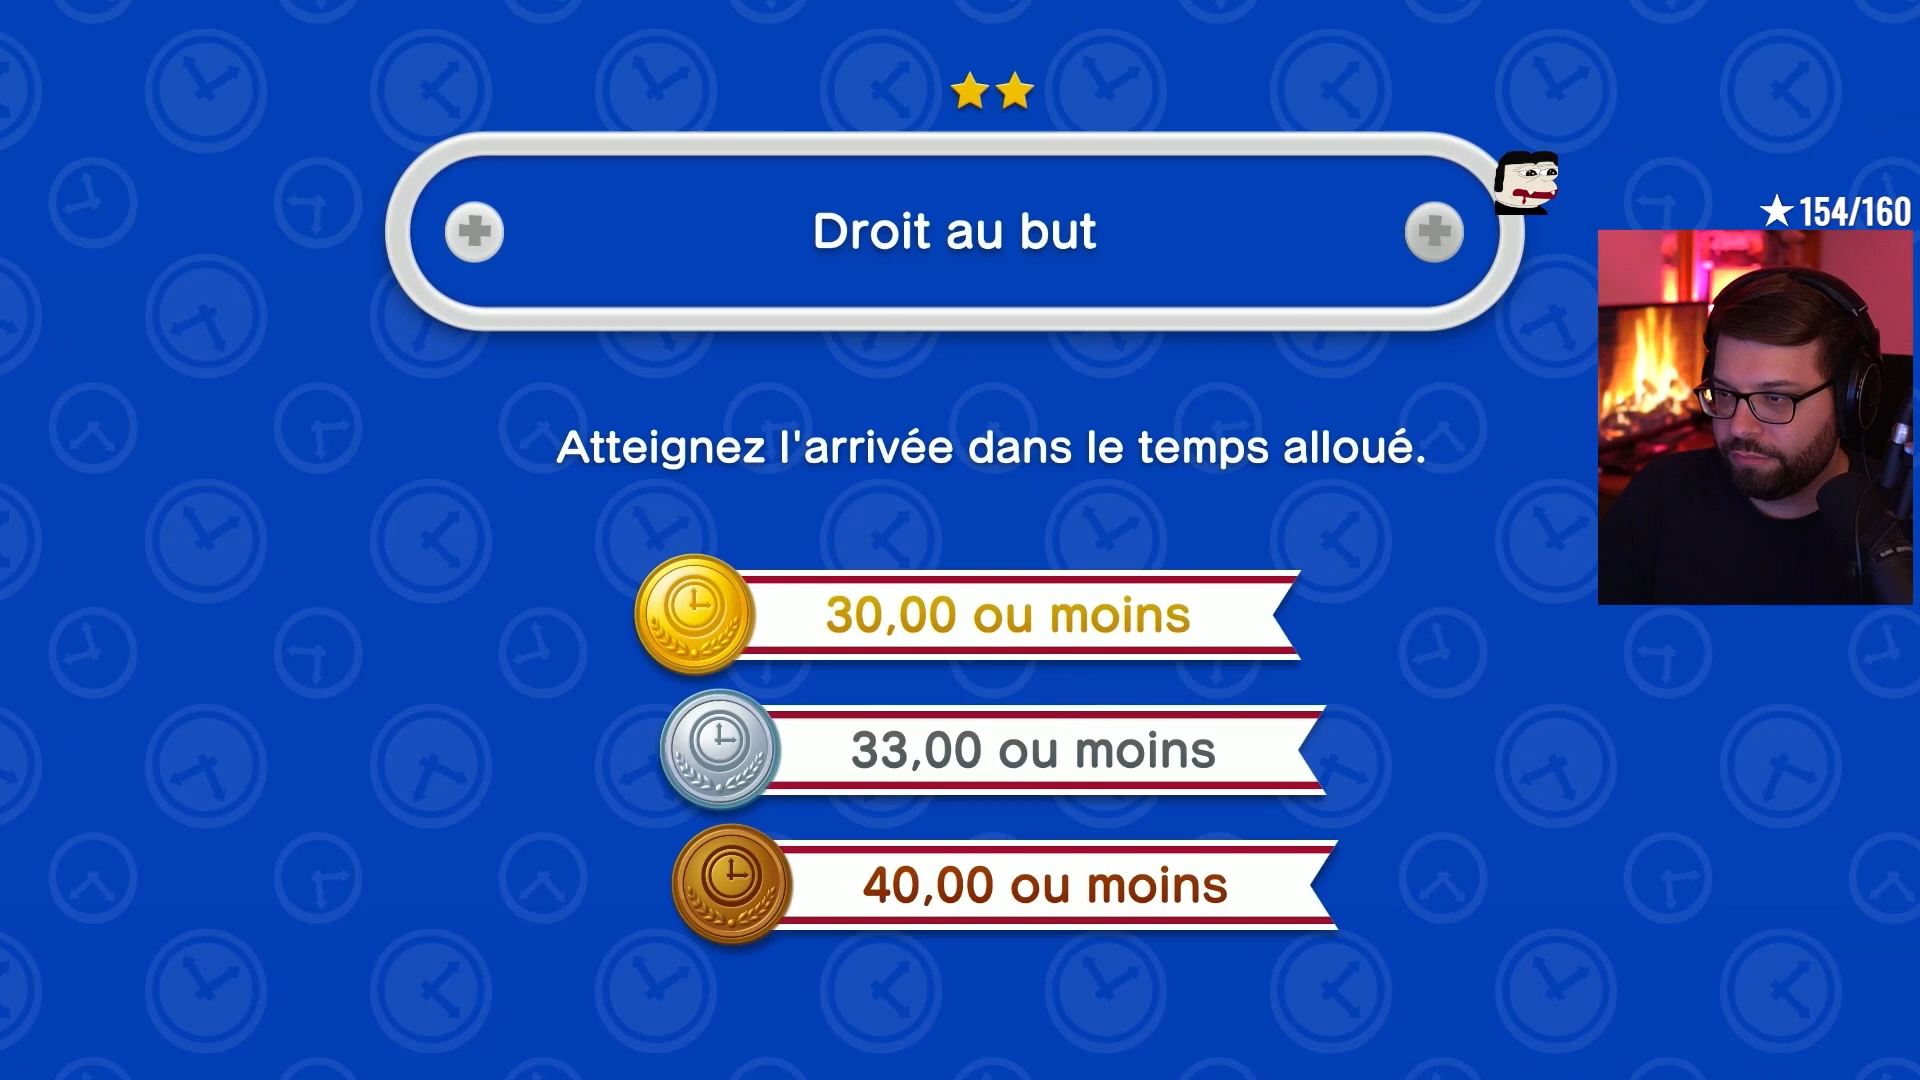 Droit au but
★154/160
Atteignez l'arrivée dans le temps alloué.
30,00 ou moins
33,00 ou moins
40,00 ou moins